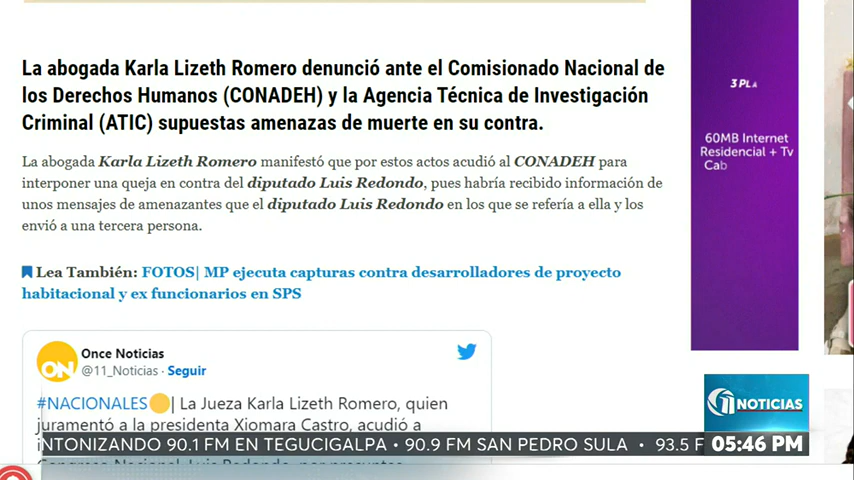 La abogada Karla Lizeth Romero denunció ante el Comisionado Nacional de
los Derechos Humanos (CONADEH) y la Agencia Técnica de Investigación
Criminal (ATIC) supuestas amenazas de muerte en su contra.
La abogada Karla Lizeth Romero manifestó que por estos actos acudió al CONADEH para
interponer una queja en contra del diputado Luis Redondo, pues habría recibido información de
unos mensajes de amenazantes que el diputado Luis Redondo en los que se refería a ella y los
envió a una tercera persona.
Lea También: FOTOS| MP ejecuta capturas contra desarrolladores de proyecto
habitacional y ex funcionarios en SPS
ON
Once Noticias
@11_Noticias · Seguir
#NACIONALES🟡| La Jueza Karla Lizeth Romero, quien
juramentó a la presidenta Xiomara Castro, acudió a
3 PLA
60MB Internet
Residencial + Tv
Cab
11 NOTICIAS
INTONIZANDO 90.1 FM EN TEGUCIGALPA • 90.9 FM SAN PEDRO SULA • 93.5 F
05:46 PM